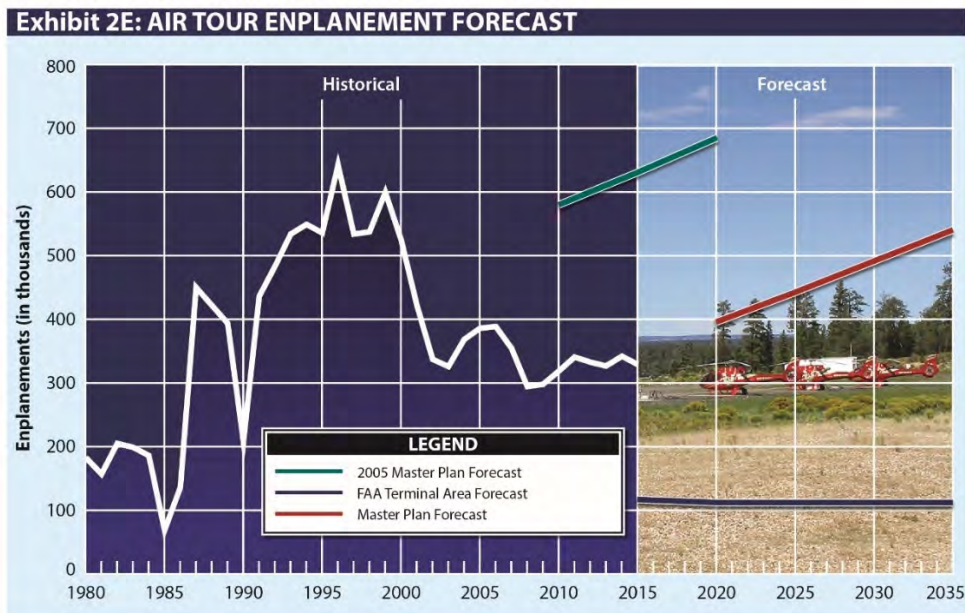 Exhibit 2E: AIR TOUR ENPLANEMENT FORECAST
800
700
600
500
400
300
200
100
0
Enplanements (in thousands)
Historical
Forecast
LEGEND
2005 Master Plan Forecast
FAA Terminal Area Forecast
Master Plan Forecast
1980 1985 1990 1995 2000 2005 2010 2015 2020 2025 2030 2035